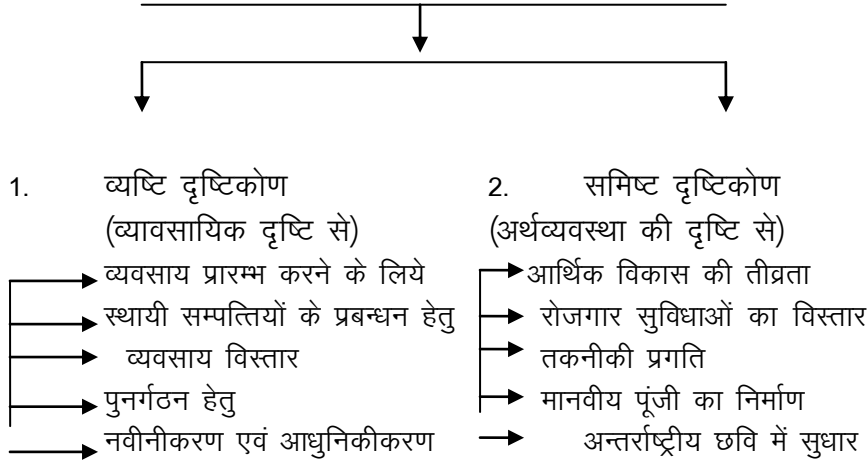 1. व्यष्टि दृष्टिकोण
(व्यावसायिक दृष्टि से)
व्यवसाय प्रारम्भ करने के लिये
स्थायी सम्पत्तियों के प्रबन्धन हेतु
व्यवसाय विस्तार
पुनर्गठन हेतु
नवीनीकरण एवं आधुनिकीकरण
2. समिष्ट दृष्टिकोण
(अर्थव्यवस्था की दृष्टि से)
आर्थिक विकास की तीव्रता
रोजगार सुविधाओं का विस्तार
तकनीकी प्रगति
मानवीय पूंजी का निर्माण
अन्तर्राष्ट्रीय छवि में सुधार